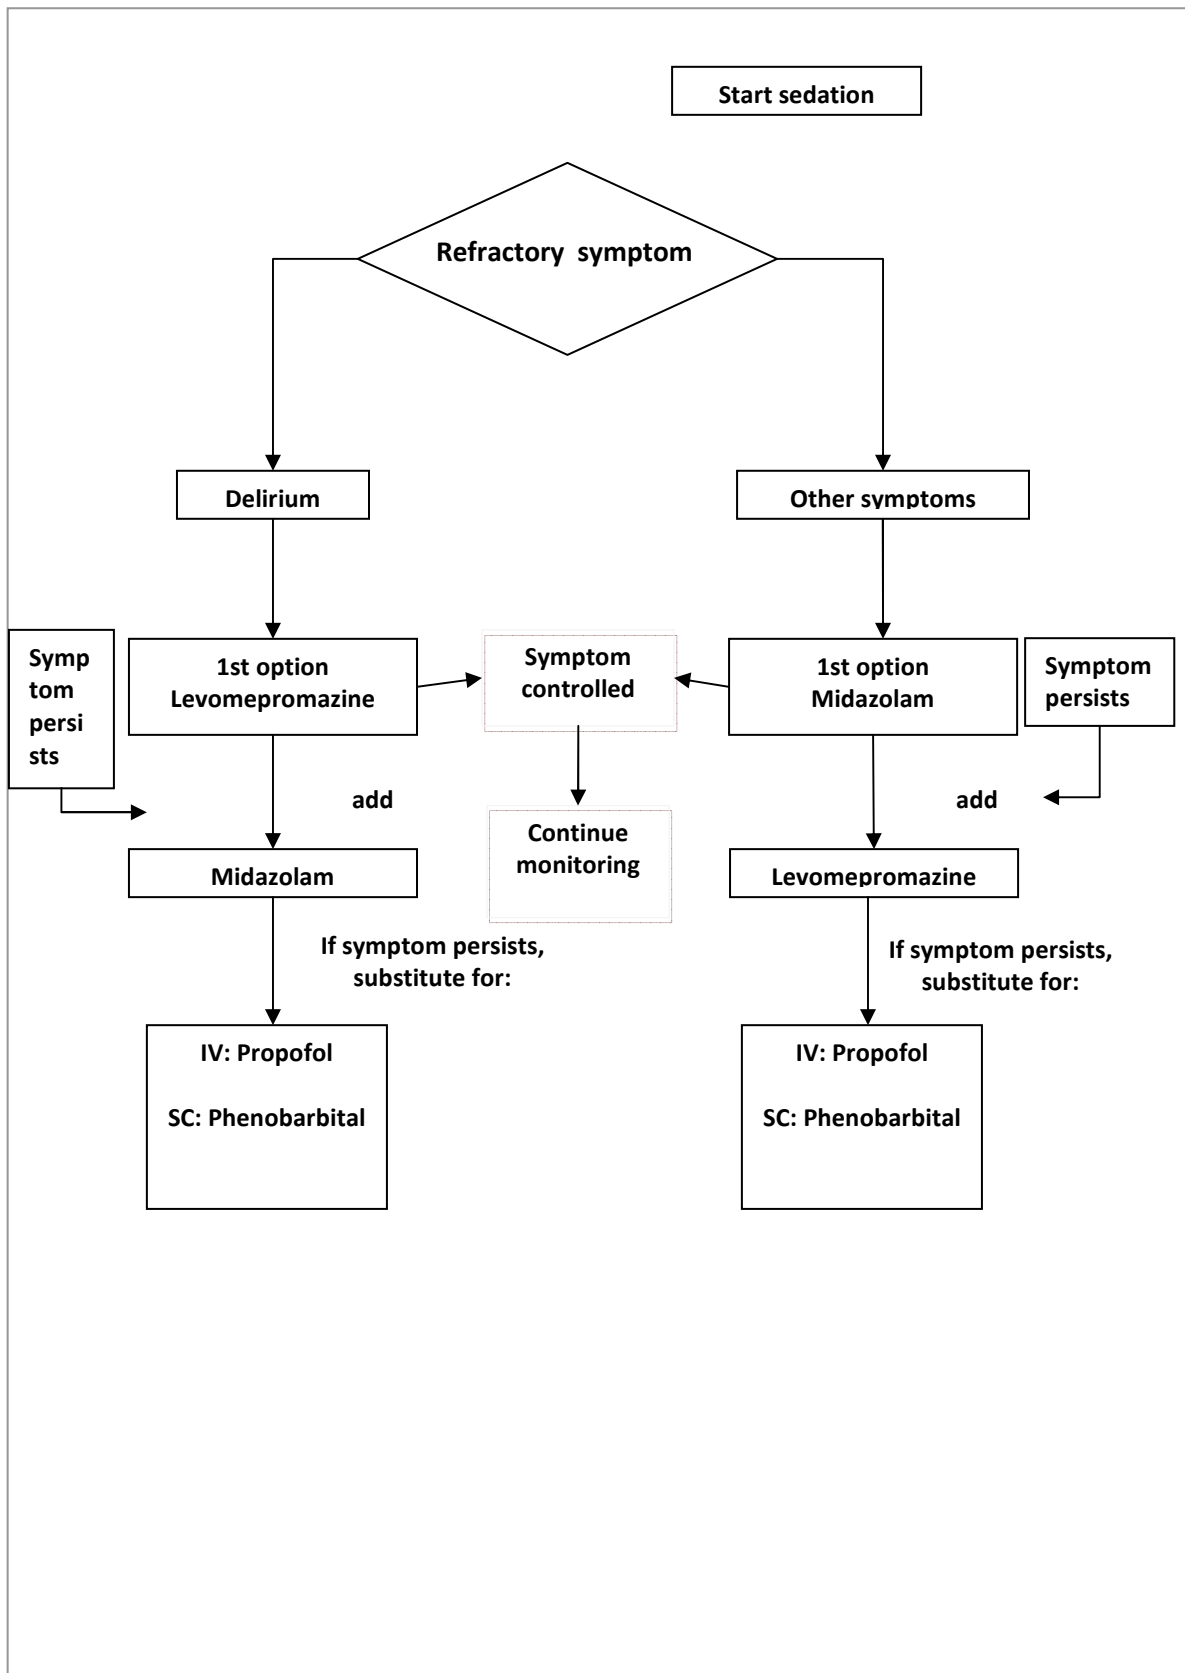 Start sedation
Refractory  symptom
Delirium
Other symptoms
Symp
tom
persi
sts
1st option
Levomepromazine
Symptom
controlled
1st option
Midazolam
Symptom
persists
add
add
Continue
monitoring
Midazolam
Levomepromazine
If symptom persists,
substitute for:
If symptom persists,
substitute for:
IV: Propofol
SC: Phenobarbital
IV: Propofol
SC: Phenobarbital